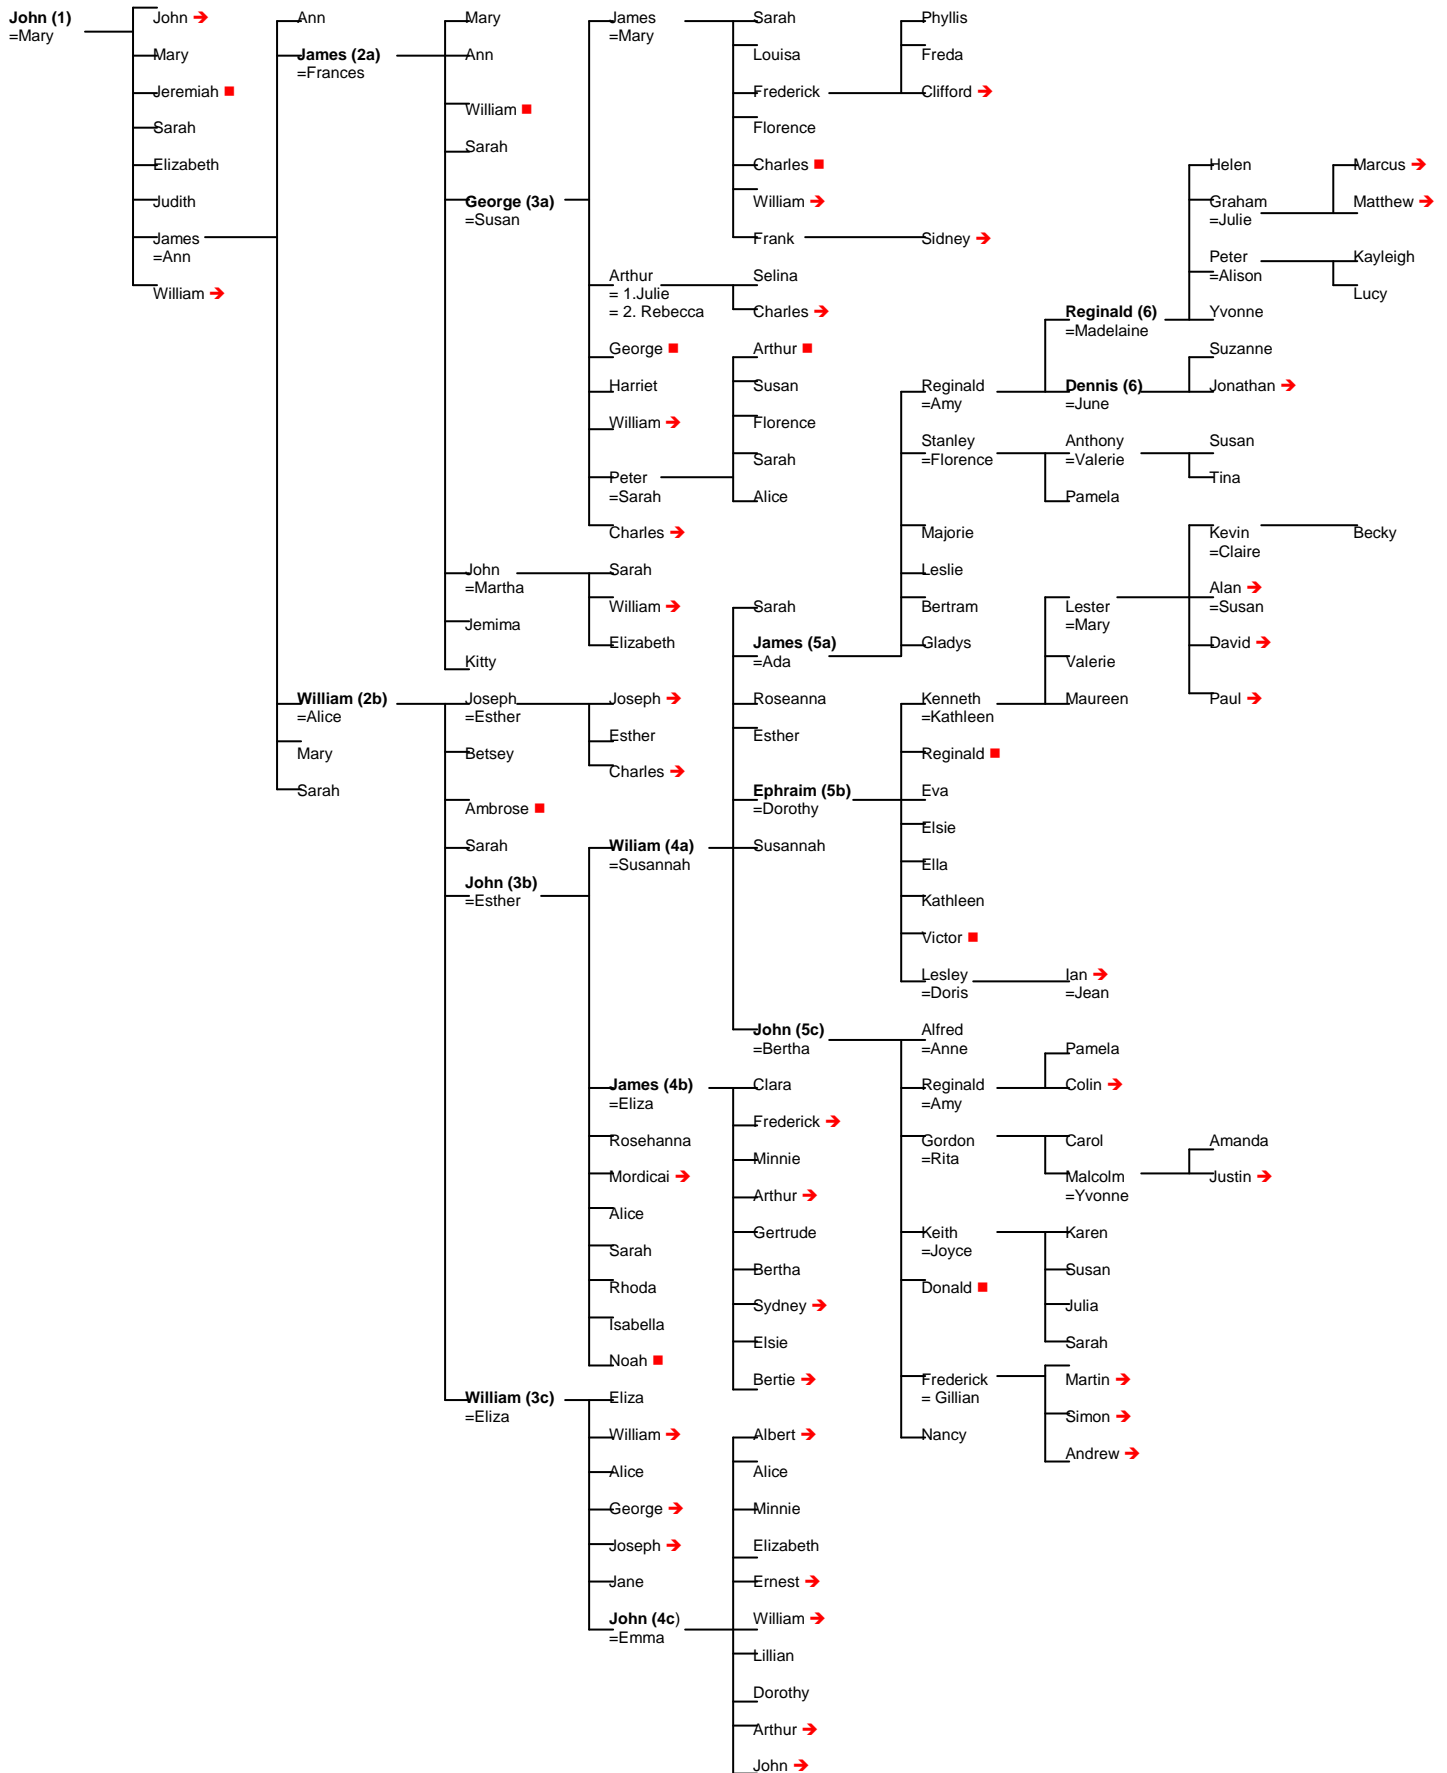 John (1)
=Mary
John ➔
Mary
Jeremiah ■
Sarah
Elizabeth
Judith
James
=Ann
William ➔
Ann
James (2a)
=Frances
William (2b)
=Alice
Mary
Sarah
Mary
Ann
William ■
Sarah
George (3a)
=Susan
John
=Martha
Jemima
Kitty
Joseph
=Esther
Betsey
Ambrose ■
Sarah
John (3b)
=Esther
William (3c)
=Eliza
James
=Mary
Arthur
= 1.Julie
= 2. Rebecca
George ■
Harriet
William ➔
Peter
=Sarah
Charles ➔
Sarah
William ➔
Elizabeth
Joseph ➔
Esther
Charles ➔
Wiliam (4a)
=Susannah
James (4b)
=Eliza
Rosehanna
Mordicai ➔
Alice
Sarah
Rhoda
Isabella
Noah ■
Eliza
William ➔
Alice
George ➔
Joseph ➔
Jane
John (4c)
=Emma
Sarah
Louisa
Frederick
Florence
Charles ■
William ➔
Frank
Selina
Charles ➔
Arthur ■
Susan
Florence
Sarah
Alice
Sarah
James (5a)
=Ada
Roseanna
Esther
Ephraim (5b)
=Dorothy
Susannah
John (5c)
=Bertha
Clara
Frederick ➔
Minnie
Arthur ➔
Gertrude
Bertha
Sydney ➔
Elsie
Bertie ➔
Albert ➔
Alice
Minnie
Elizabeth
Ernest ➔
William ➔
Lillian
Dorothy
Arthur ➔
John ➔
Phyllis
Freda
Clifford ➔
Sidney ➔
Reginald
=Amy
Stanley
=Florence
Majorie
Leslie
Bertram
Gladys
Kenneth
=Kathleen
Reginald ■
Eva
Elsie
Ella
Kathleen
Victor ■
Lesley
=Doris
Alfred
=Anne
Reginald
=Amy
Gordon
=Rita
Keith
=Joyce
Donald ■
Frederick
= Gillian
Nancy
Reginald (6)
=Madelaine
Dennis (6)
=June
Anthony
=Valerie
Pamela
Lester
=Mary
Valerie
Maureen
Ian ➔
=Jean
Pamela
Colin ➔
Carol
Malcolm
=Yvonne
Karen
Susan
Julia
Sarah
Martin ➔
Simon ➔
Andrew ➔
Helen
Graham
=Julie
Peter
=Alison
Yvonne
Suzanne
Jonathan ➔
Susan
Tina
Kevin
=Claire
Alan ➔
=Susan
David ➔
Paul ➔
Amanda
Justin ➔
Marcus ➔
Matthew ➔
Kayleigh
Lucy
Becky